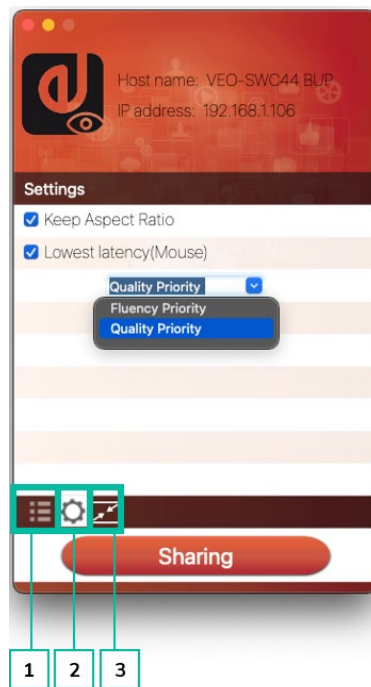 Host name: VEO-SWC44 BUP
IP address: 192.168.1.106
Settings
Keep Aspect Ratio
Lowest latency(Mouse)
Quality Priority
Fluency Priority
Quality Priority
Sharing
1 2 3